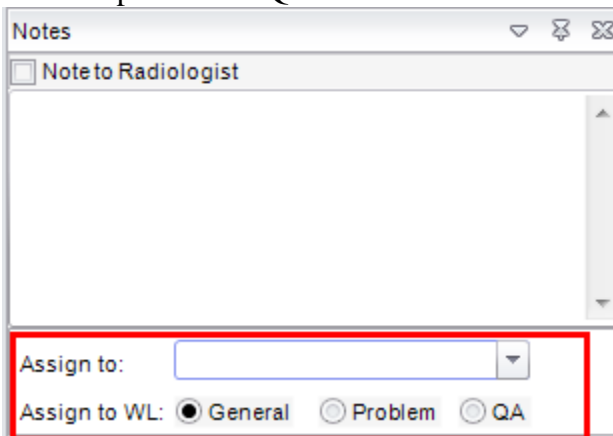 Notes
Note to Radiologist
Assign to:
Assign to WL: General Problem QA